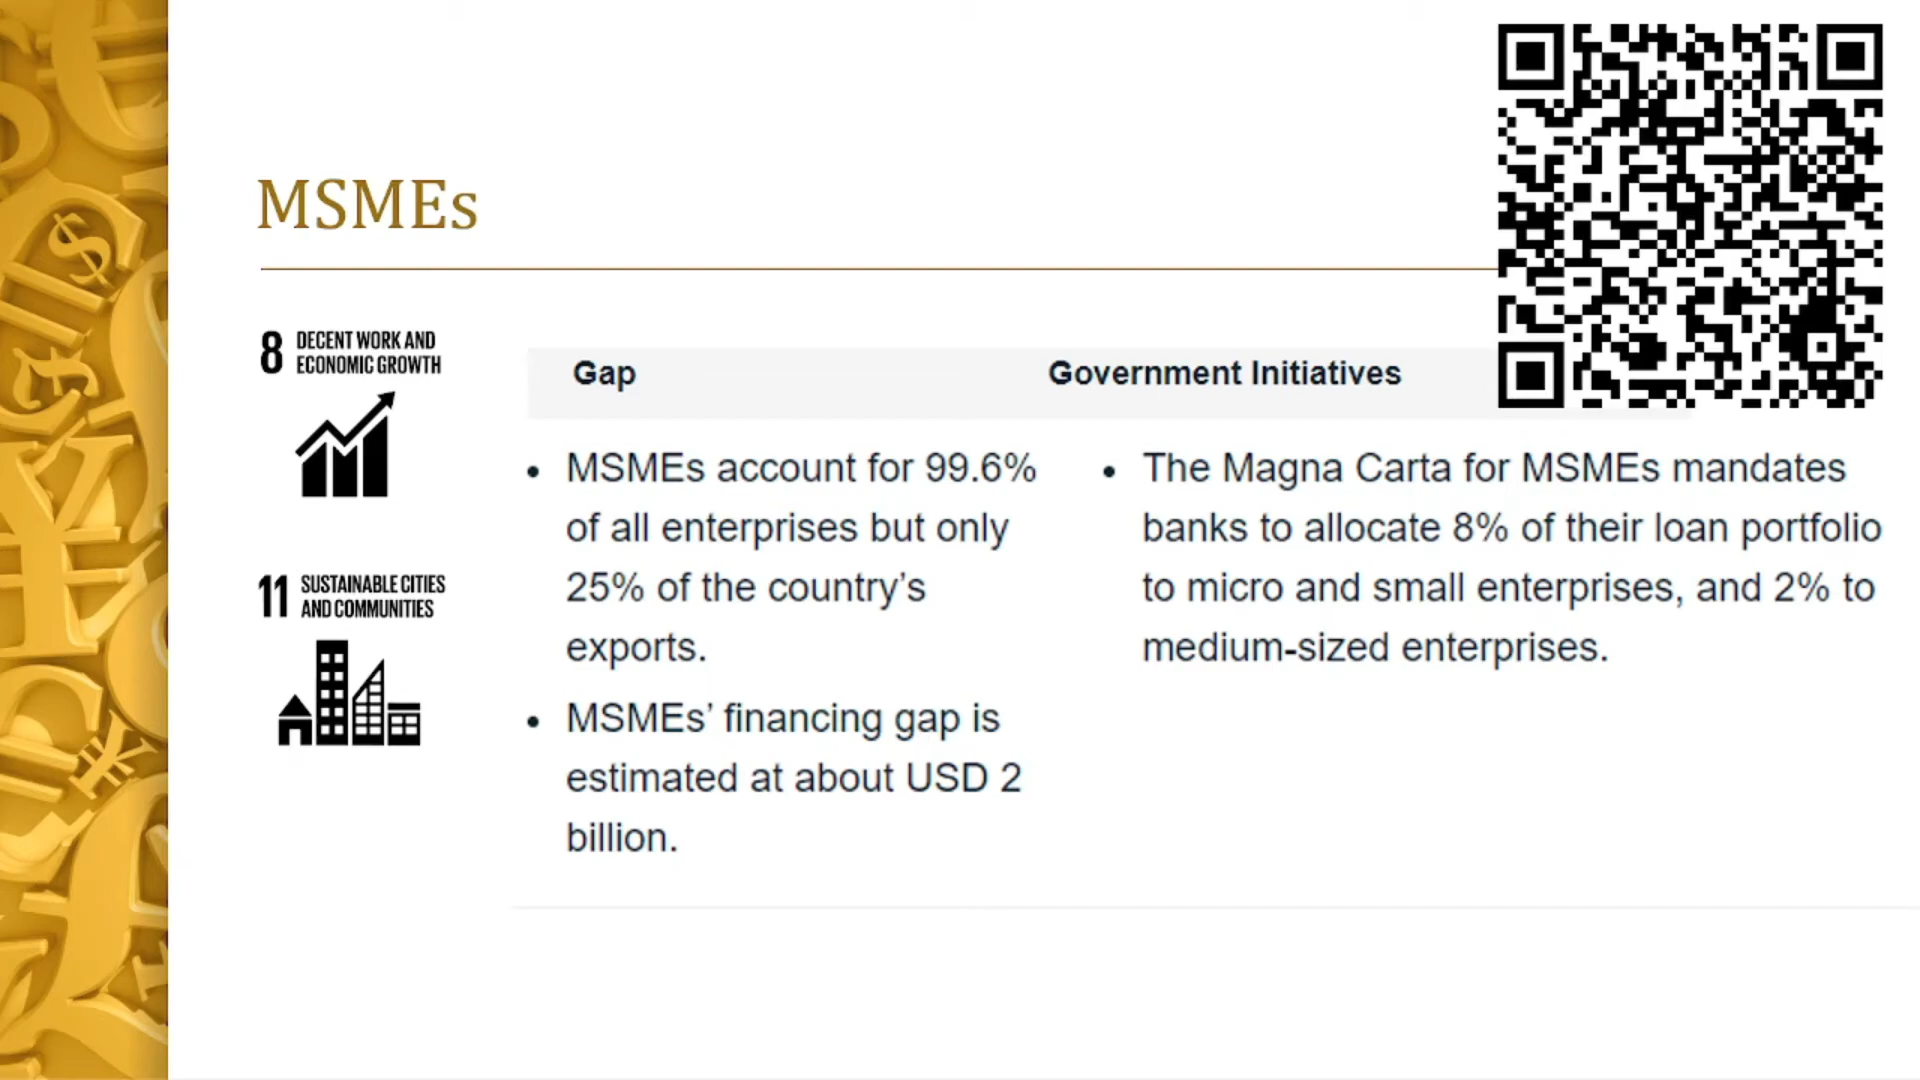 MSMEs
8 DECENT WORK AND
ECONOMIC GROWTH
11 SUSTAINABLE CITIES
AND COMMUNITIES
Gap
Government Initiatives
• MSMEs account for 99.6%
of all enterprises but only
25% of the country’s
exports.
• MSMEs’ financing gap is
estimated at about USD 2
billion.
• The Magna Carta for MSMEs mandates
banks to allocate 8% of their loan portfolio
to micro and small enterprises, and 2% to
medium-sized enterprises.